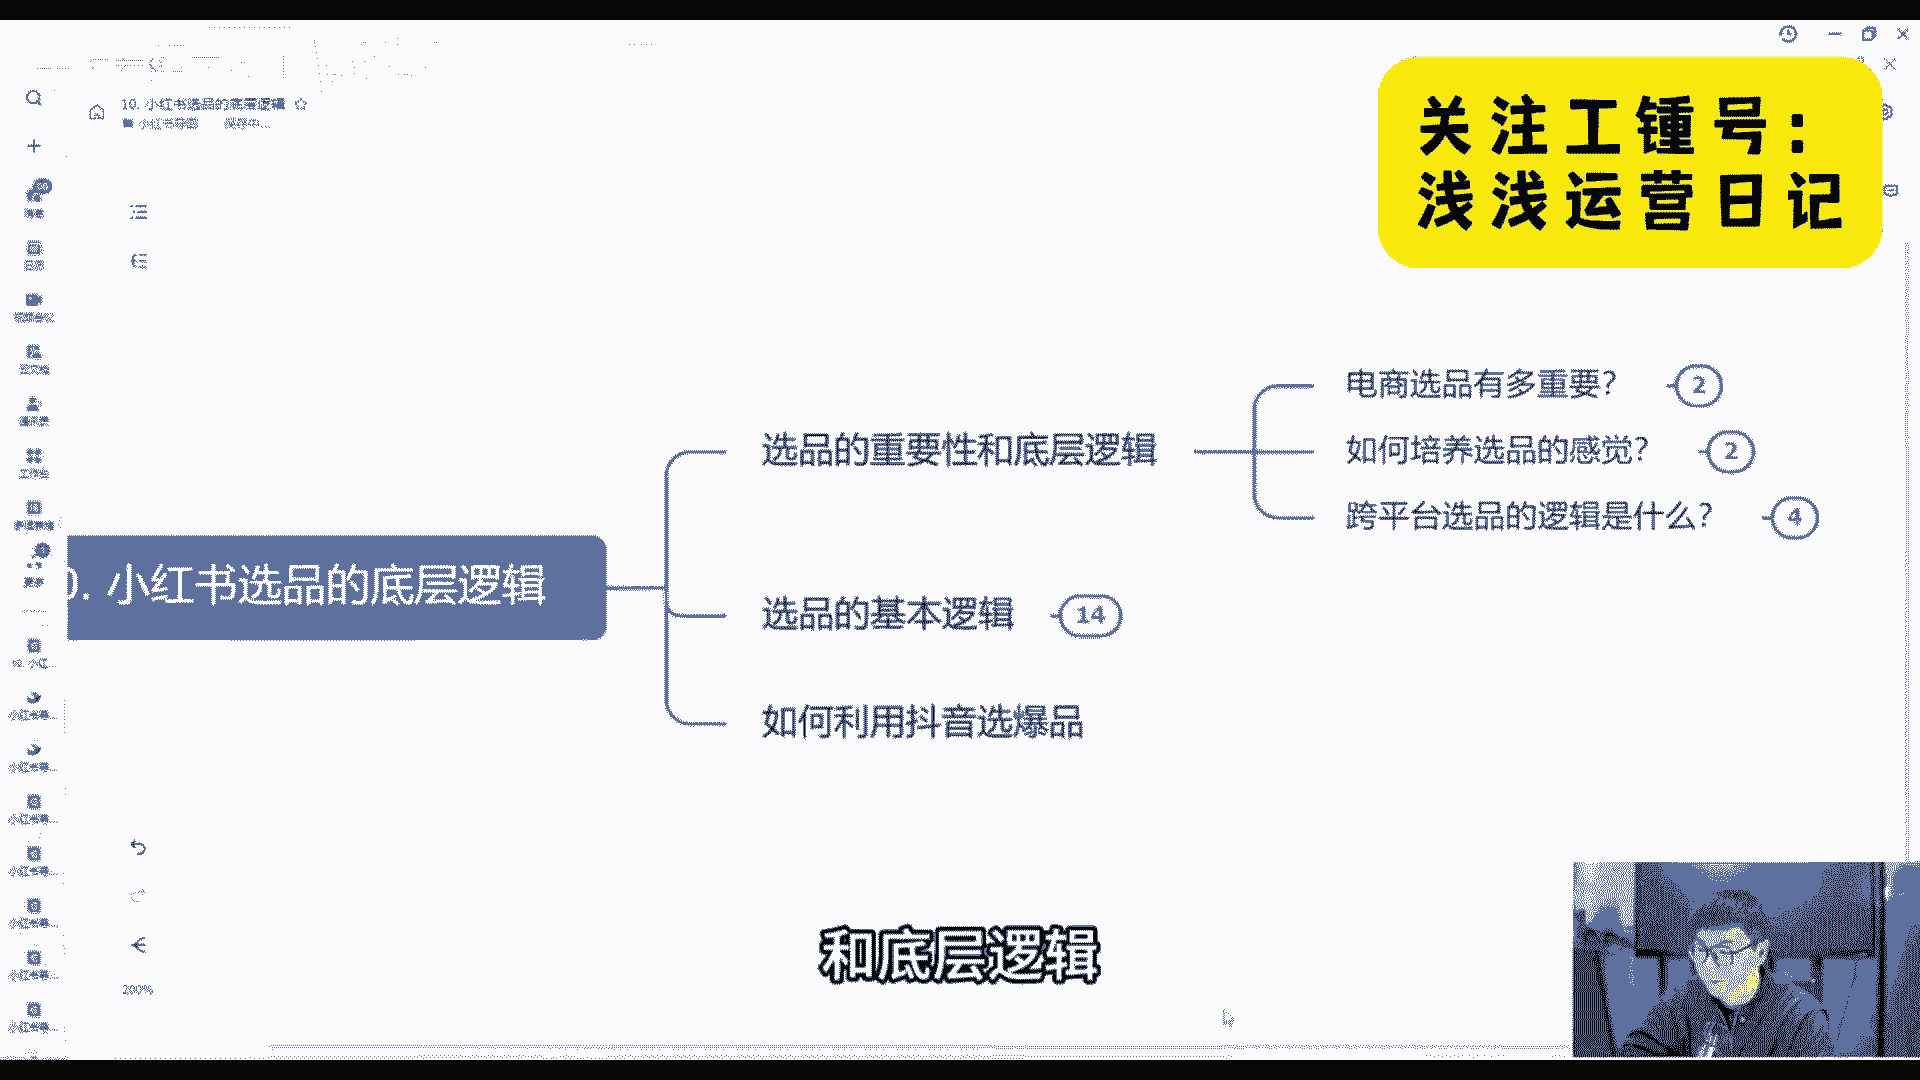 关注工锺号：
浅浅运营日记
10. 小红书选品的底层逻辑
小红书导图 保存中...
电商选品有多重要？ 2
选品的重要性和底层逻辑
如何培养选品的感觉？ 2
跨平台选品的逻辑是什么？ 4
0. 小红书选品的底层逻辑
选品的基本逻辑 14
如何利用抖音选爆品
和底层逻辑
200%